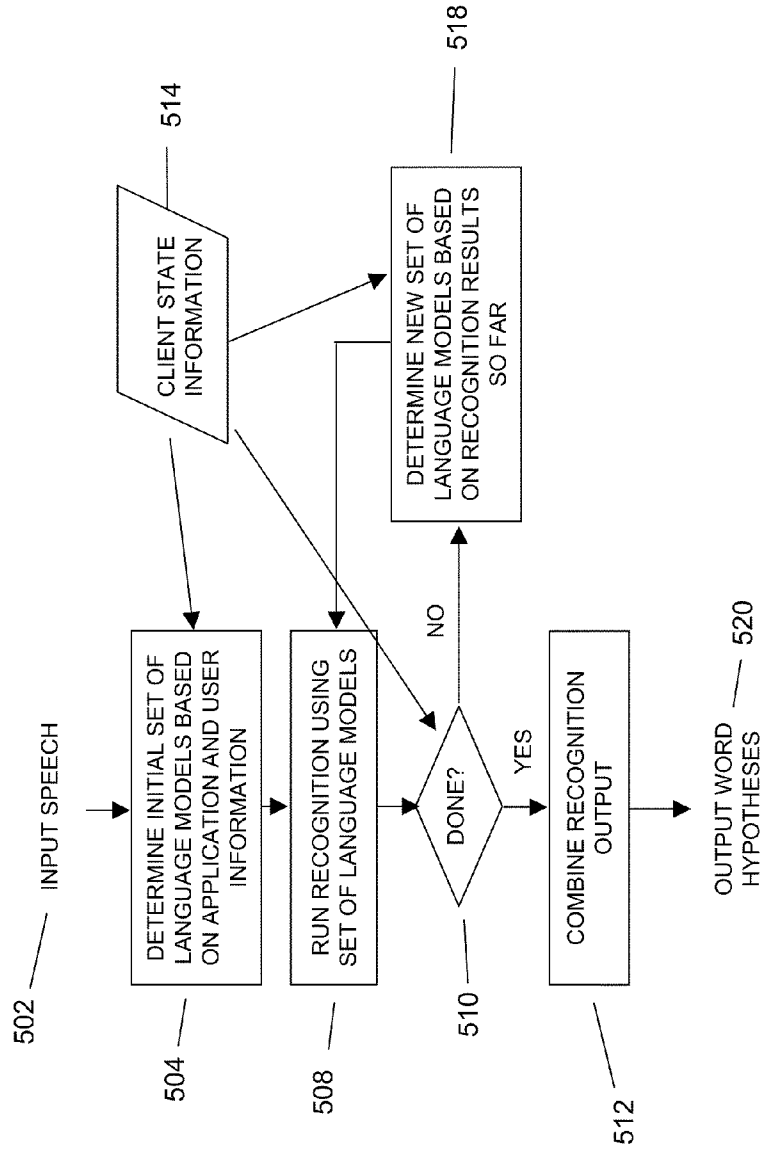 502
INPUT SPEECH
504
DETERMINE INITIAL SET OF
LANGUAGE MODELS BASED
ON APPLICATION AND USER
INFORMATION
514
CLIENT STATE
INFORMATION
508
RUN RECOGNITION USING
SET OF LANGUAGE MODELS
518
DETERMINE NEW SET OF
LANGUAGE MODELS BASED
ON RECOGNITION RESULTS
SO FAR
510
DONE?
NO
YES
512
COMBINE RECOGNITION
OUTPUT
OUTPUT WORD
HYPOTHESES
520